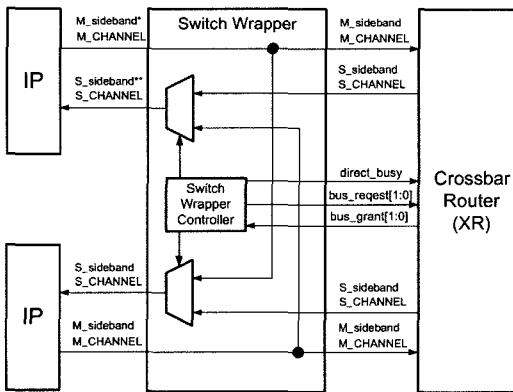 M_sideband*
M_CHANNEL
Switch Wrapper
M_sideband
M_CHANNEL
IP
S_sideband**
S_CHANNEL
S_sideband
S_CHANNEL
Switch
Wrapper
Controller
direct_busy
bus_reqest[1:0]
bus_grant[1:0]
Crossbar
Router
(XR)
IP
S_sideband
S_CHANNEL
S_sideband
S_CHANNEL
M_sideband
M_CHANNEL
M_sideband
M_CHANNEL